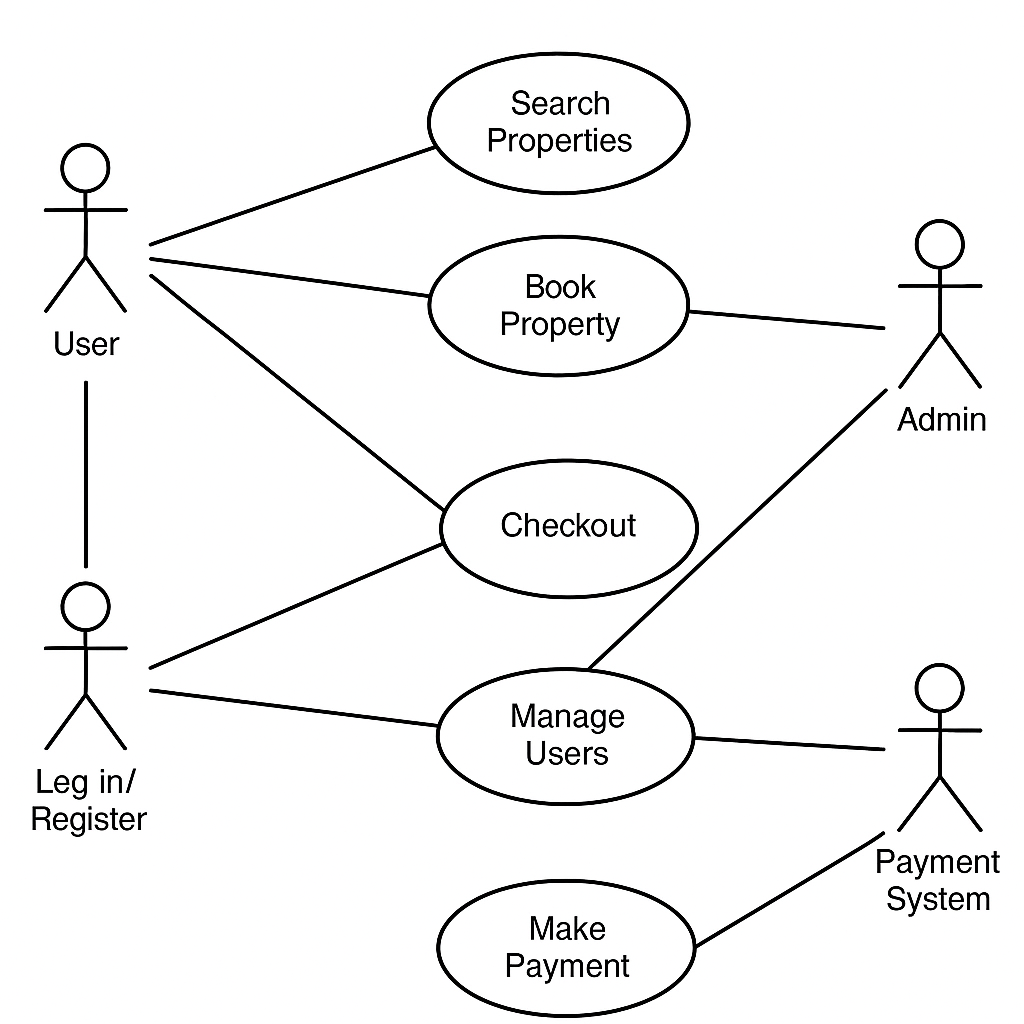 Search
Properties
Book
Property
User
Admin
Checkout
Manage
Users
Leg in/
Register
Payment
System
Make
Payment